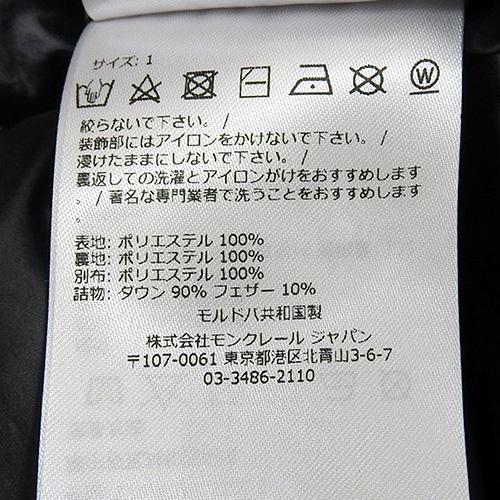 サイズ: 1
W
絞らないで下さい。 /
装飾部にはアイロンをかけないで下さい。 /
浸けたままにしないで下さい。 /
裏返しての洗濯とアイロンがけをおすすめします
。 / 著名な専門業者で洗うことをおすすめします
。
表地: ポリエステル 100%
裏地: ポリエステル 100%
別布: ポリエステル 100%
詰物: ダウン 90% フェザー 10%
モルドバ共和国製
株式会社モンクレール ジャパン
〒107-0061 東京都港区北青山3-6-7
03-3486-2110